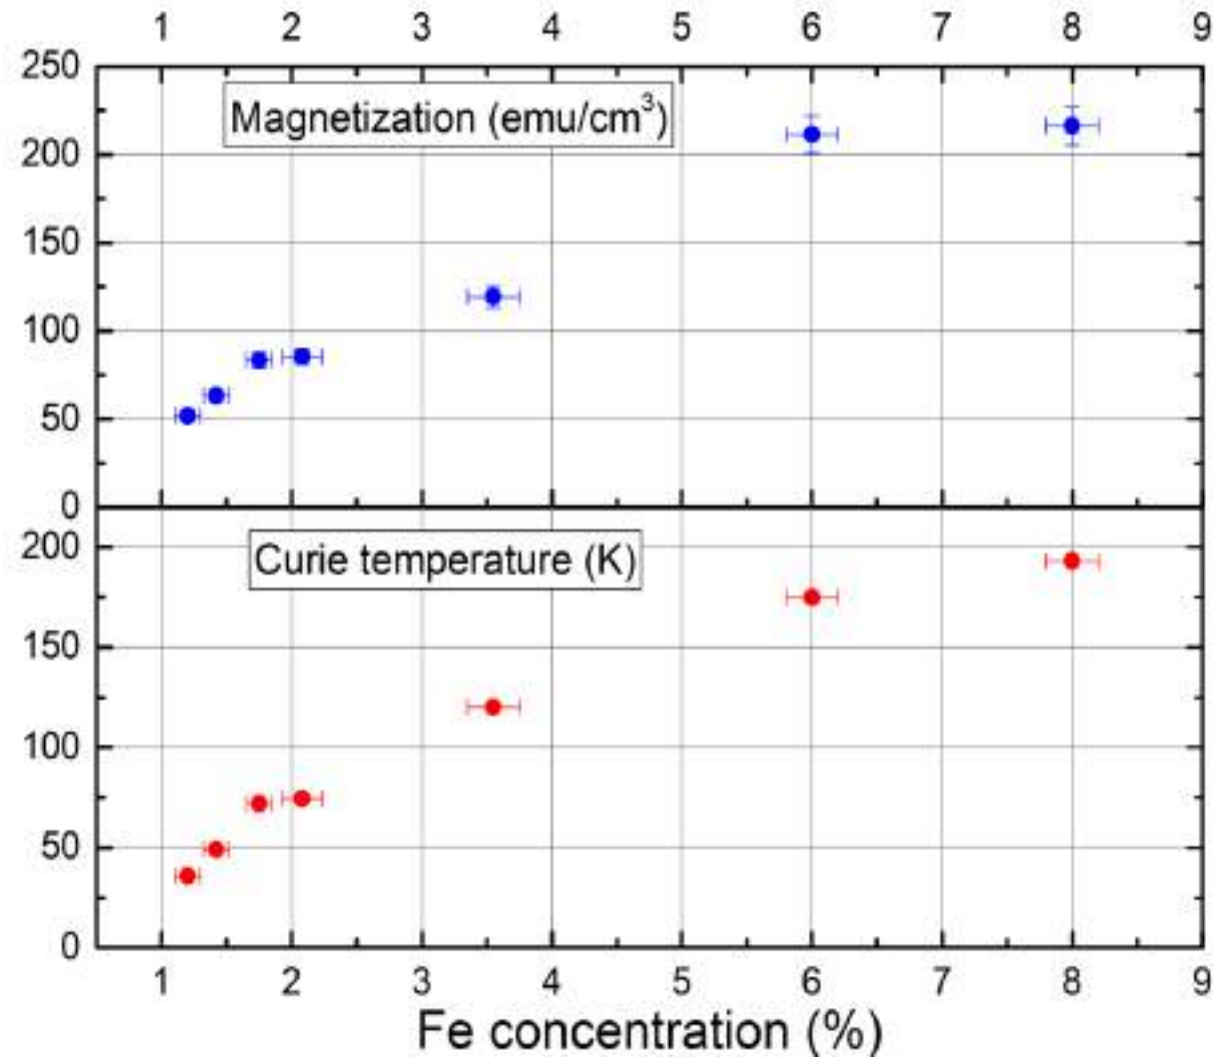 1 2 3 4 5 6 7 8 9
250
Magnetization (emu/cm³)
200
150
100
50
0
200
Curie temperature (K)
150
100
50
0
1 2 3 4 5 6 7 8 9
Fe concentration (%)